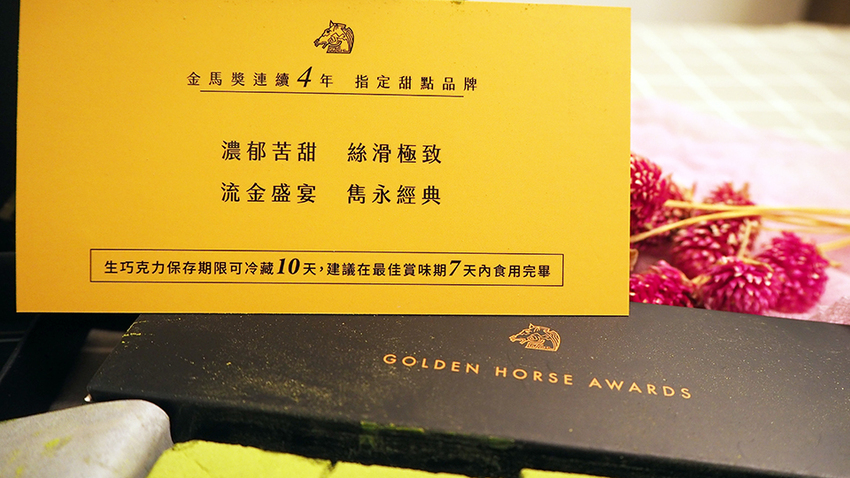 金馬獎連續4年 指定甜點品牌
濃郁苦甜 絲滑極致
流金盛宴 雋永經典
生巧克力保存期限可冷藏10天,建議在最佳賞味期7天內食用完畢
GOLDEN HORSE AWARDS